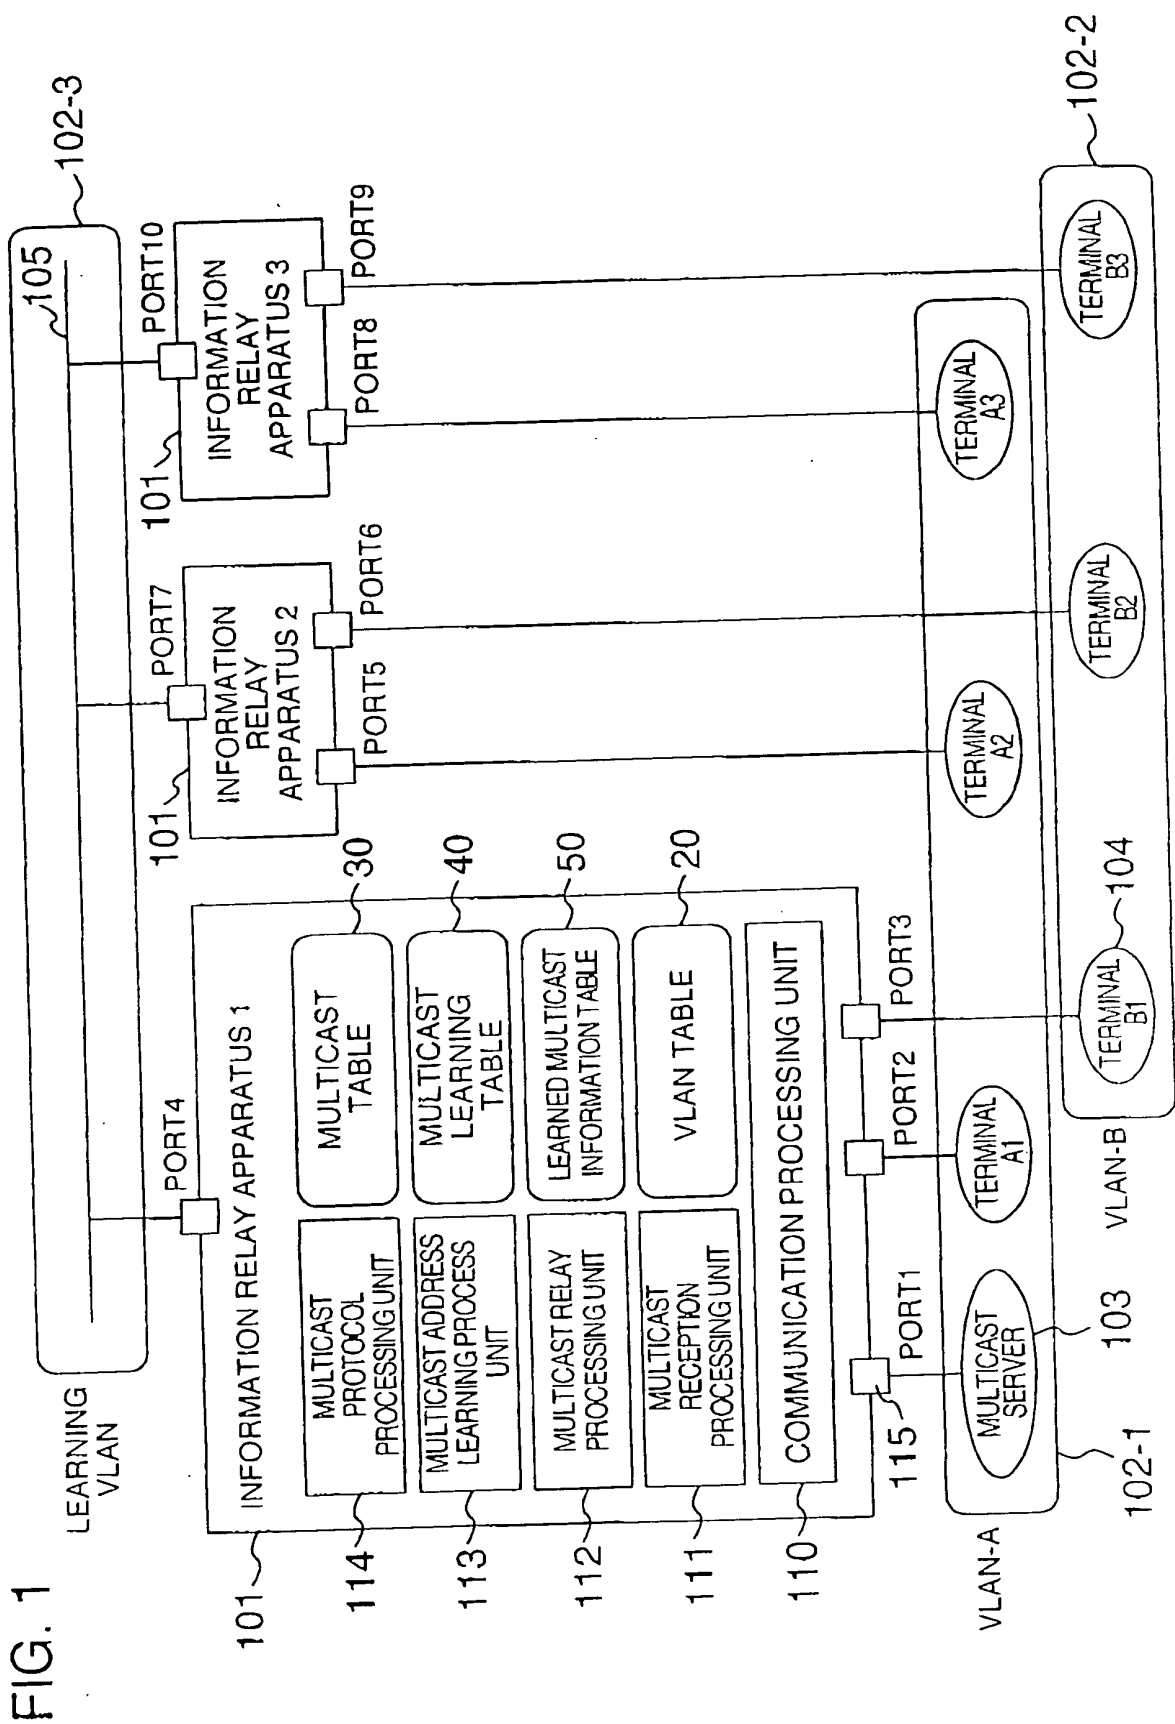 FIG. 1
LEARNING
VLAN
105
102-3
PORT4
PORT7
PORT10
101
INFORMATION RELAY APPARATUS 1
MULTICAST
PROTOCOL
PROCESSING UNIT
114
MULTICAST
TABLE
30
MULTICAST ADDRESS
LEARNING PROCESS
UNIT
113
MULTICAST
LEARNING
TABLE
40
MULTICAST RELAY
PROCESSING UNIT
112
LEARNED MULTICAST
INFORMATION TABLE
50
MULTICAST
RECEPTION
PROCESSING UNIT
111
VLAN TABLE
20
COMMUNICATION PROCESSING UNIT
110
115
PORT1
PORT2
PORT3
101
INFORMATION
RELAY
APPARATUS 2
PORT5
PORT6
101
INFORMATION
RELAY
APPARATUS 3
PORT8
PORT9
VLAN-A
MULTICAST
SERVER
103
102-1
TERMINAL
A1
TERMINAL
A2
TERMINAL
A3
VLAN-B
TERMINAL
B1
104
TERMINAL
B2
TERMINAL
B3
102-2